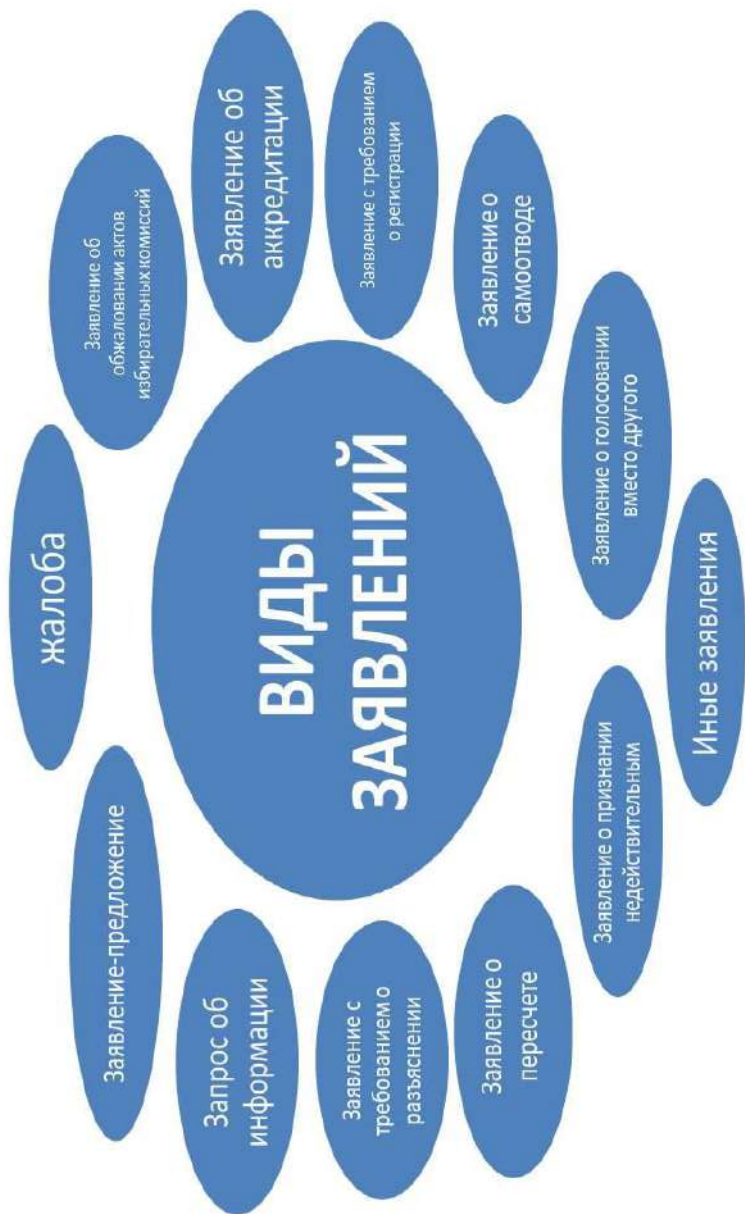 ВИДЫ
ЗАЯВЛЕНИЙ
жалоба
Заявление об
обжаловании актов
избирательных комиссий
Заявление об
аккредитации
Заявление с требованием
о регистрации
Заявление о
самоотводе
Заявление о голосовании
вместо другого
Иные заявления
Заявление о признании
недействительным
Заявление о
пересчете
Заявление с
требованием о
разъяснении
Запрос об
информации
Заявление-предложение